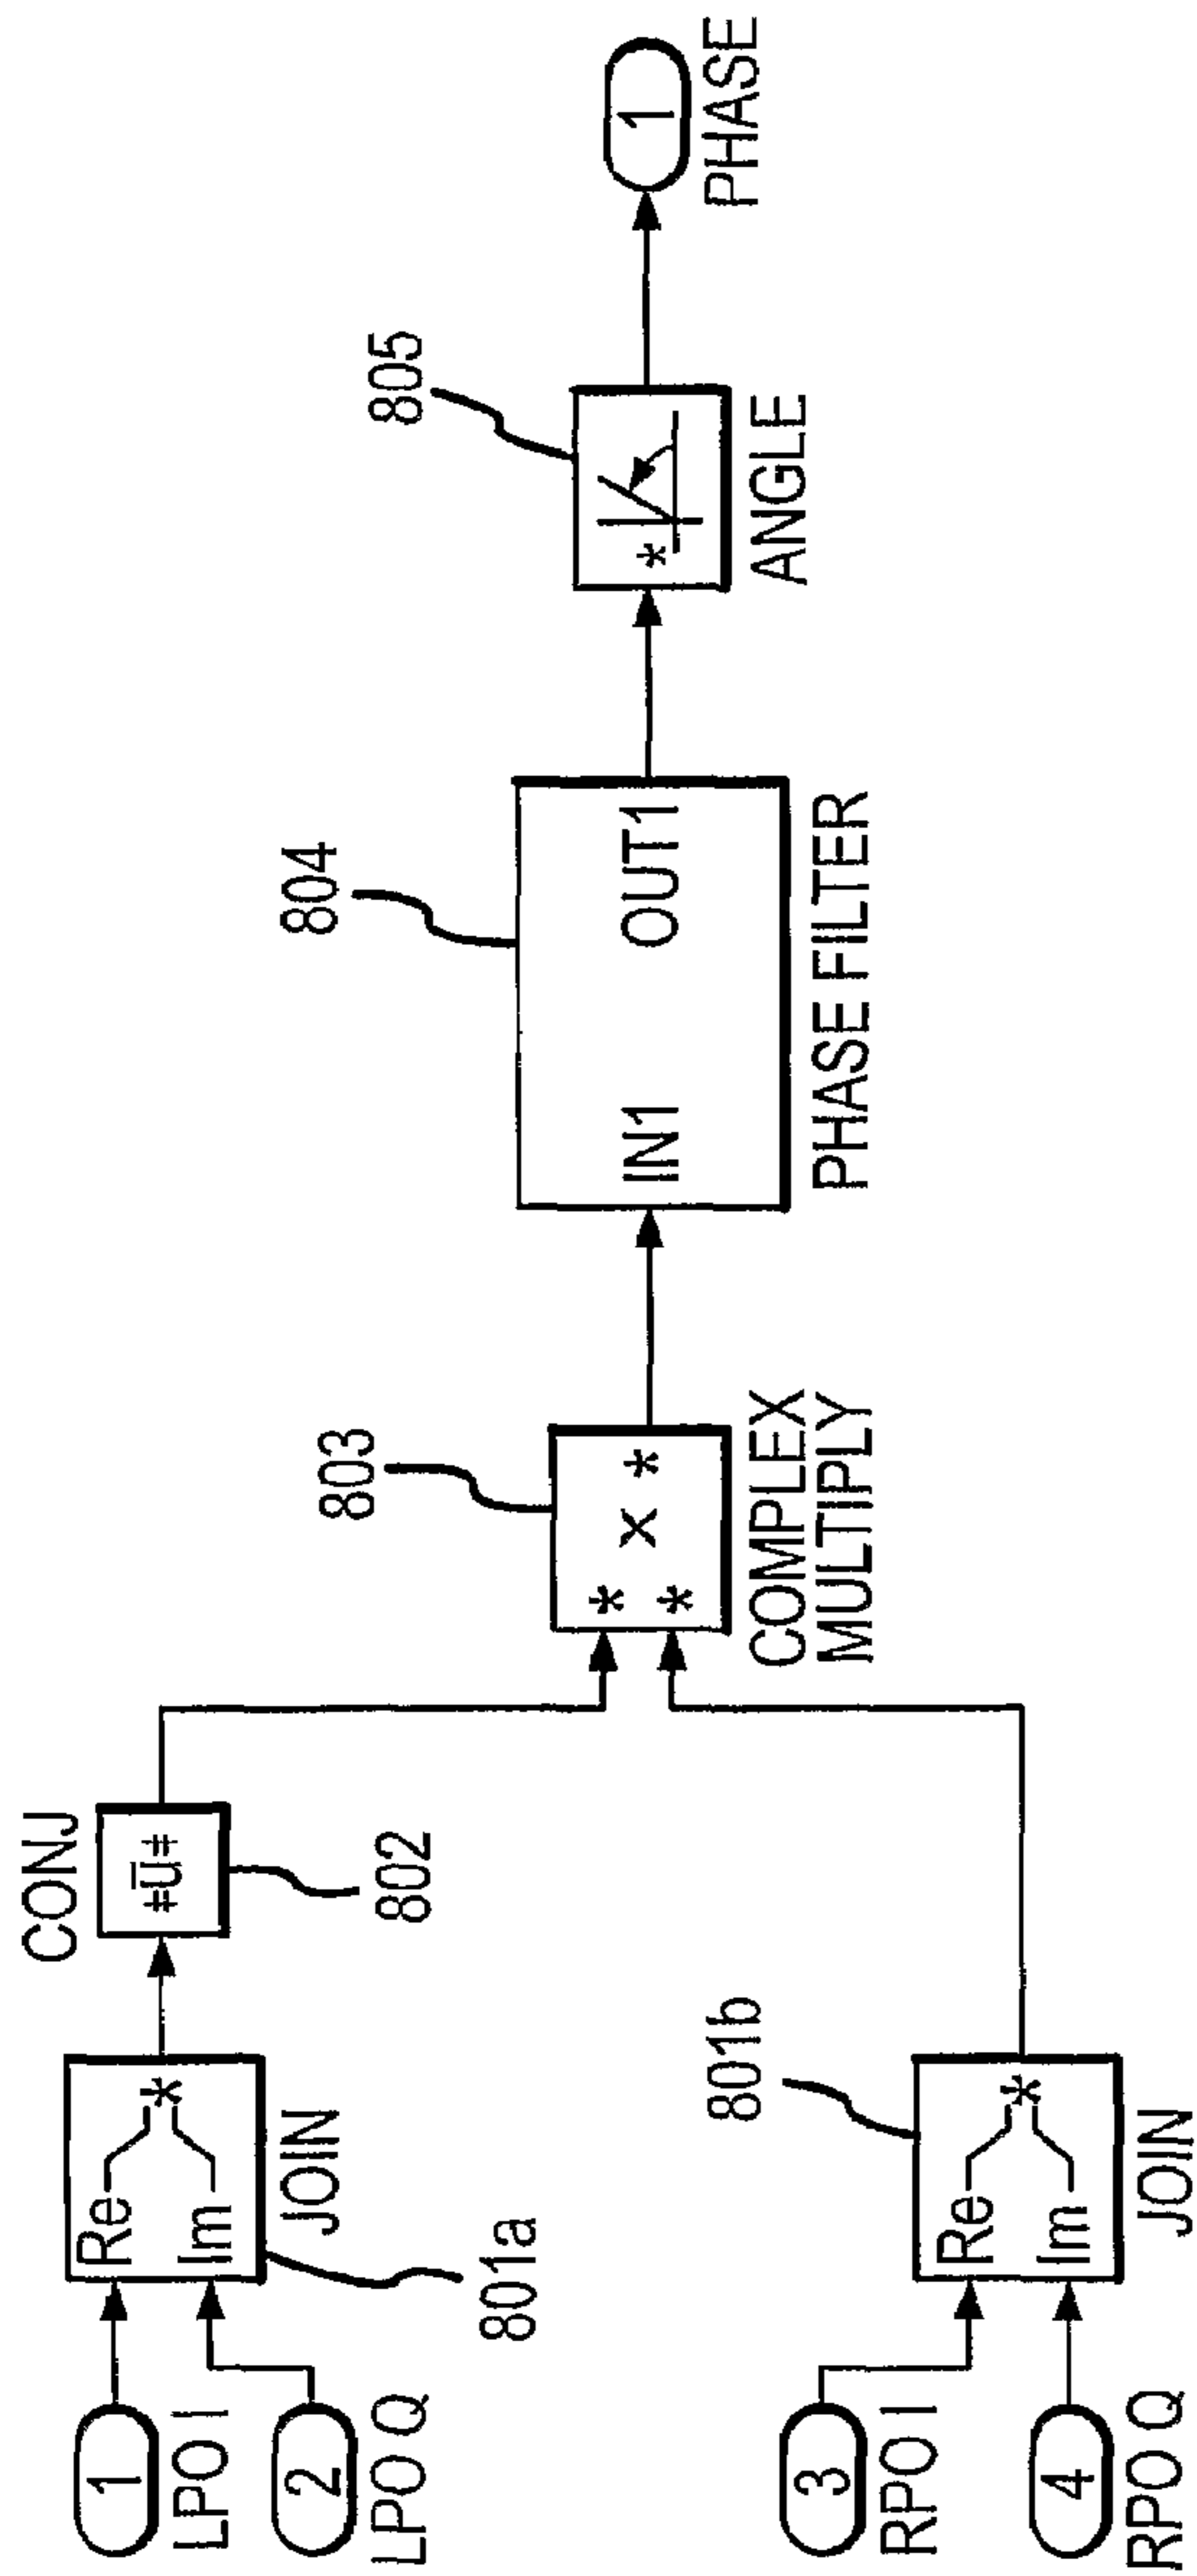 1
LPO I
2
LPO Q
Re
Im
*
JOIN
801a
CONJ
802
3
RPO I
4
RPO Q
Re
Im
*
JOIN
801b
803
* x *
*
COMPLEX
MULTIPLY
804
IN1 OUT1
PHASE FILTER
805
*
ANGLE
1
PHASE